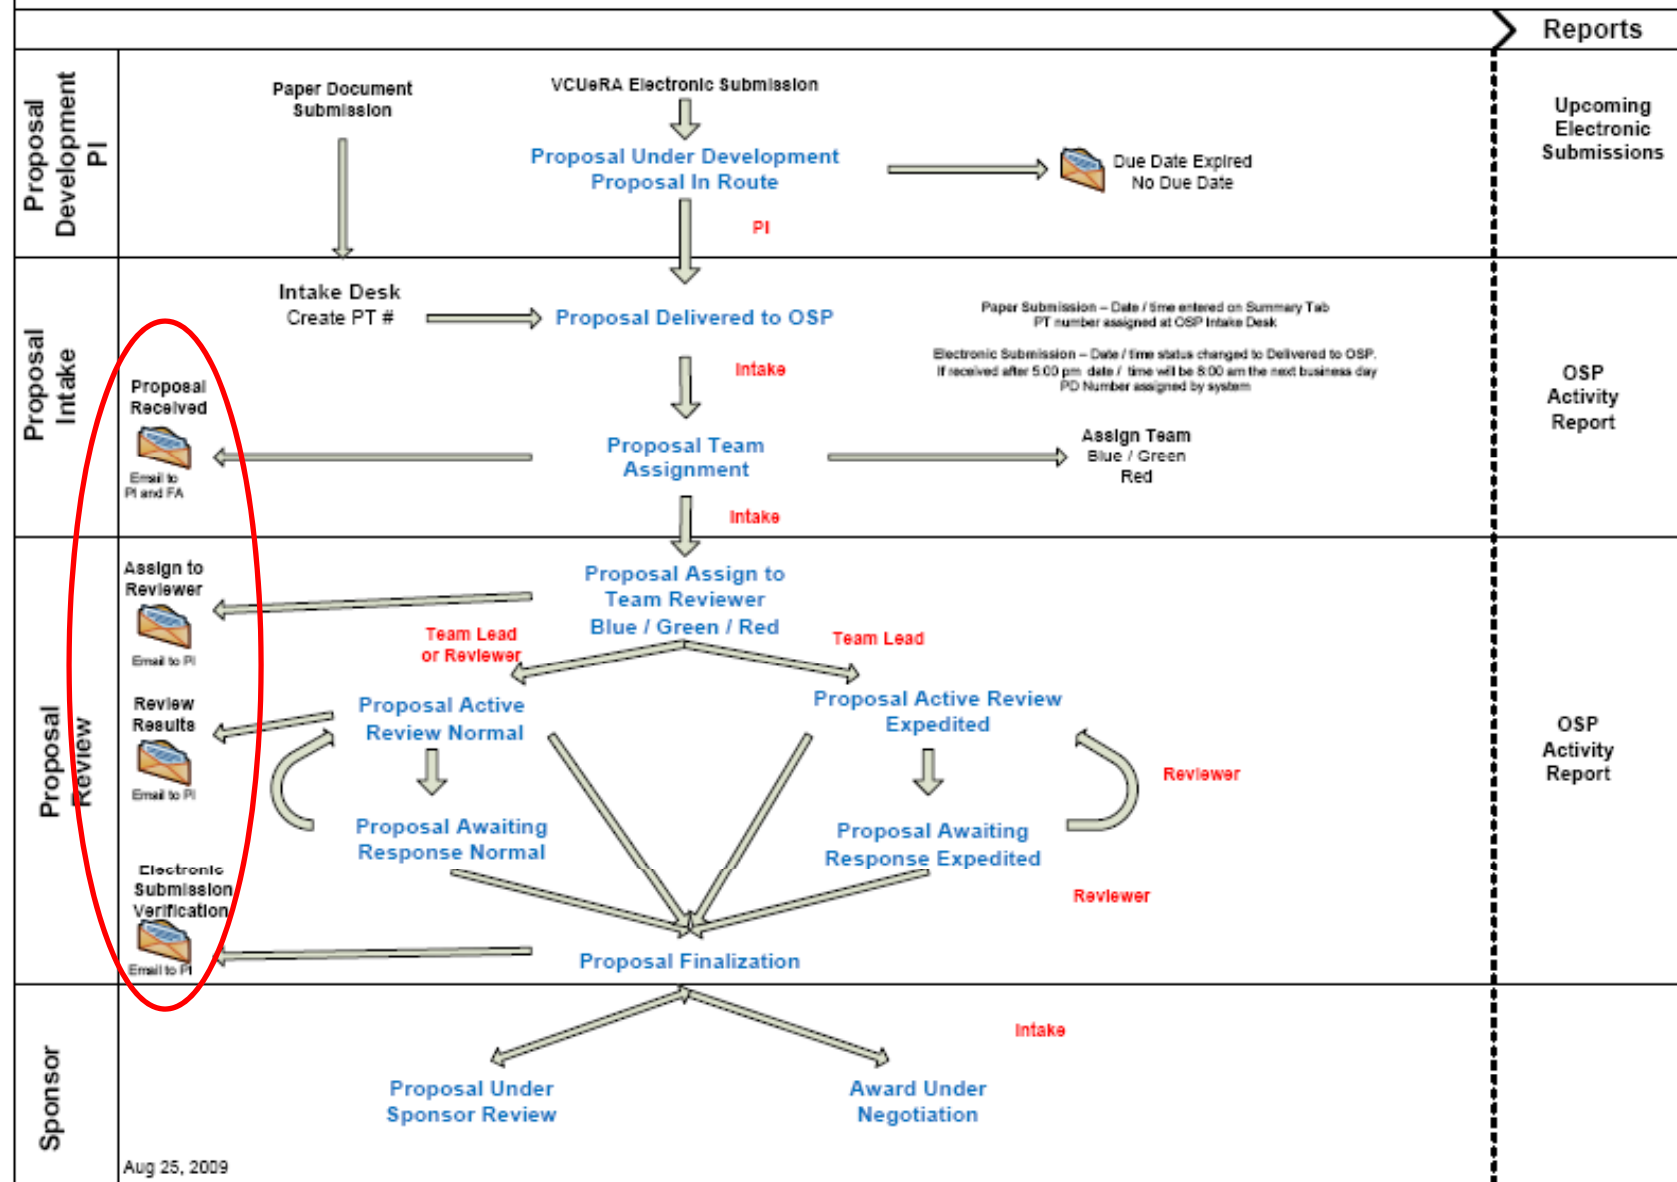 Reports
Proposal
Development
PI
Paper Document
Submission
VCUeRA Electronic Submission
Proposal Under Development
Proposal In Route
Due Date Expired
No Due Date
PI
Upcoming
Electronic
Submissions
Proposal
Intake
Intake Desk
Create PT #
Proposal Delivered to OSP
Paper Submission – Date / time entered on Summary Tab
PT number assigned at OSP Intake Desk
Electronic Submission – Date / time status changed to Delivered to OSP.
If received after 5:00 pm date / time will be 8:00 am the next business day
PD Number assigned by system
Intake
Proposal
Received
Email to
PI and FA
Proposal Team
Assignment
Assign Team
Blue / Green
Red
Intake
OSP
Activity
Report
Proposal
Review
Assign to
Reviewer
Email to PI
Proposal Assign to
Team Reviewer
Blue / Green / Red
Team Lead
or Reviewer
Team Lead
Review
Results
Email to PI
Proposal Active
Review Normal
Proposal Active Review
Expedited
Reviewer
Proposal Awaiting
Response Normal
Proposal Awaiting
Response Expedited
Reviewer
Electronic
Submission
Verification
Email to PI
Proposal Finalization
OSP
Activity
Report
Sponsor
Intake
Proposal Under
Sponsor Review
Award Under
Negotiation
Aug 25, 2009